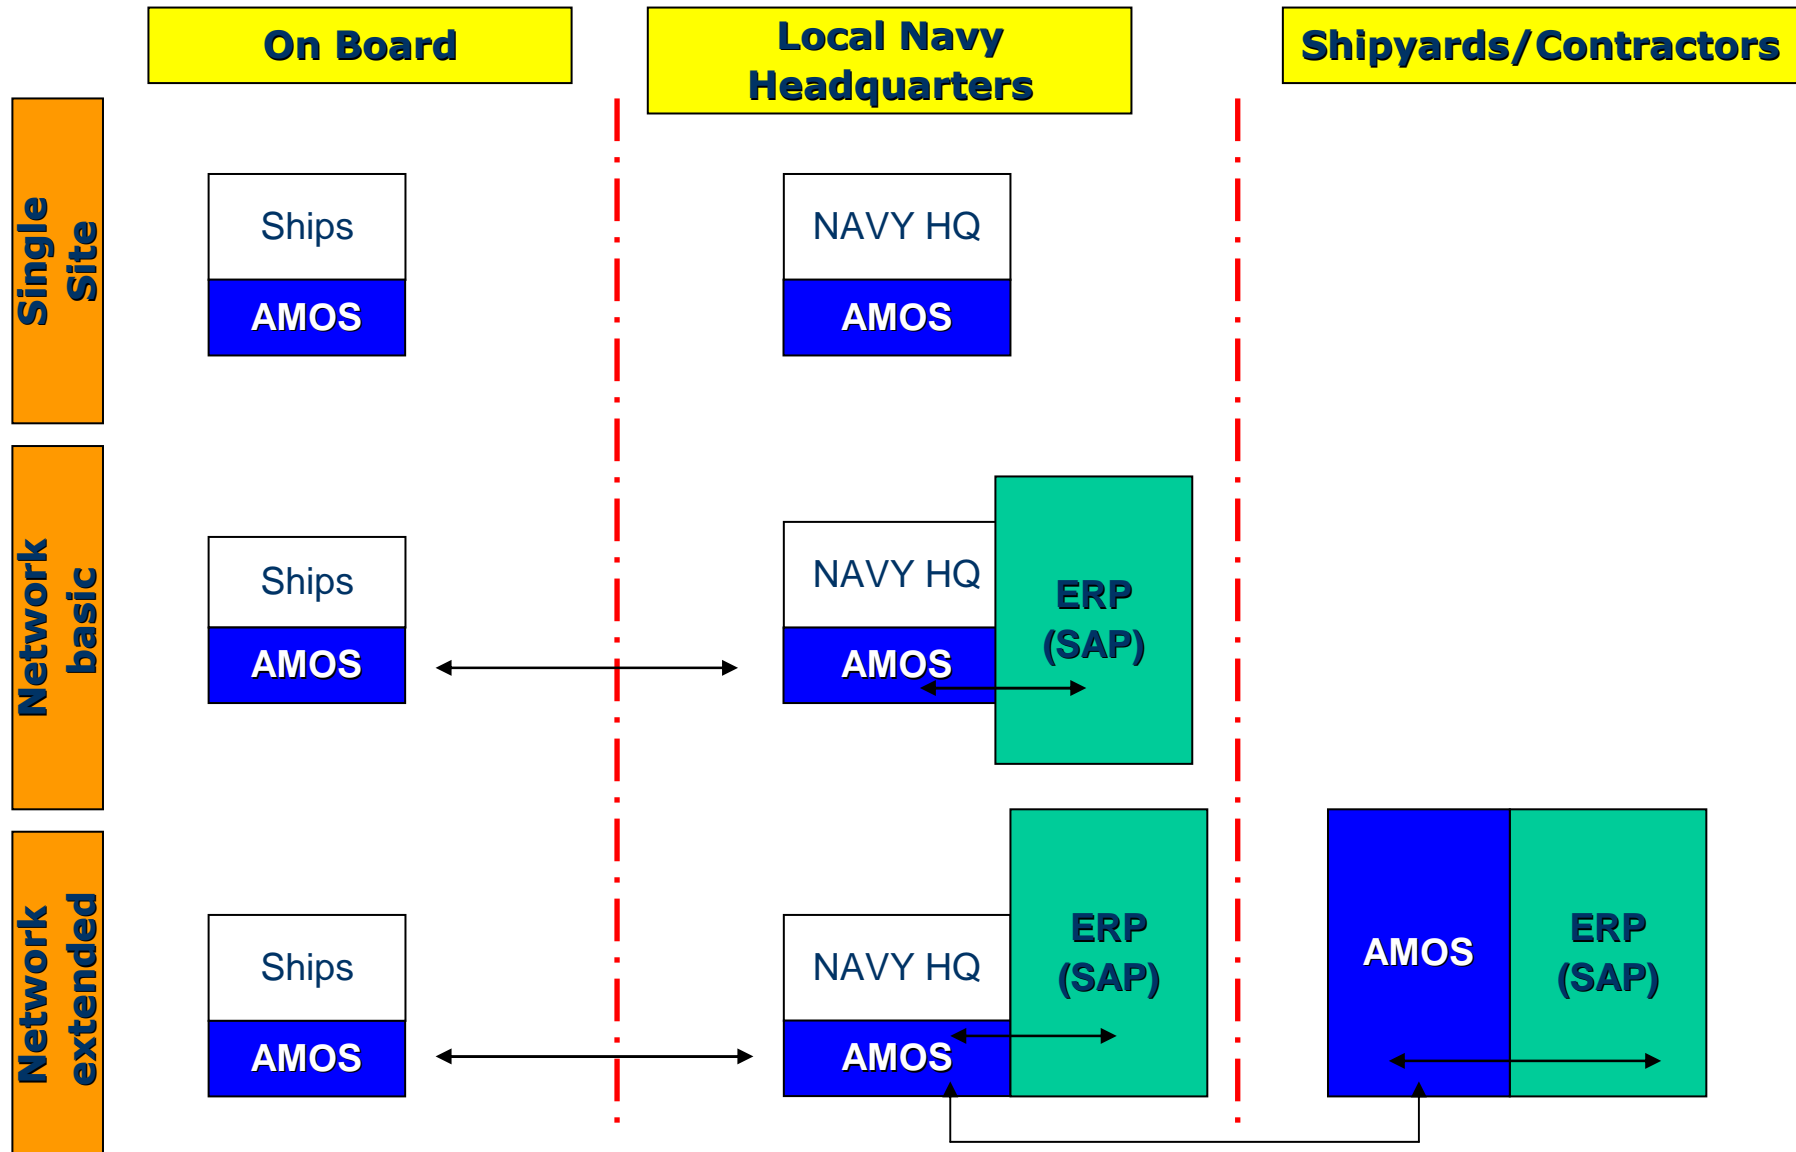 On Board
Local Navy
Headquarters
Shipyards/Contractors
Single
Site
Ships
AMOS
NAVY HQ
AMOS
Network
basic
Ships
AMOS
NAVY HQ
AMOS
ERP
(SAP)
Network
extended
Ships
AMOS
NAVY HQ
AMOS
ERP
(SAP)
AMOS
ERP
(SAP)